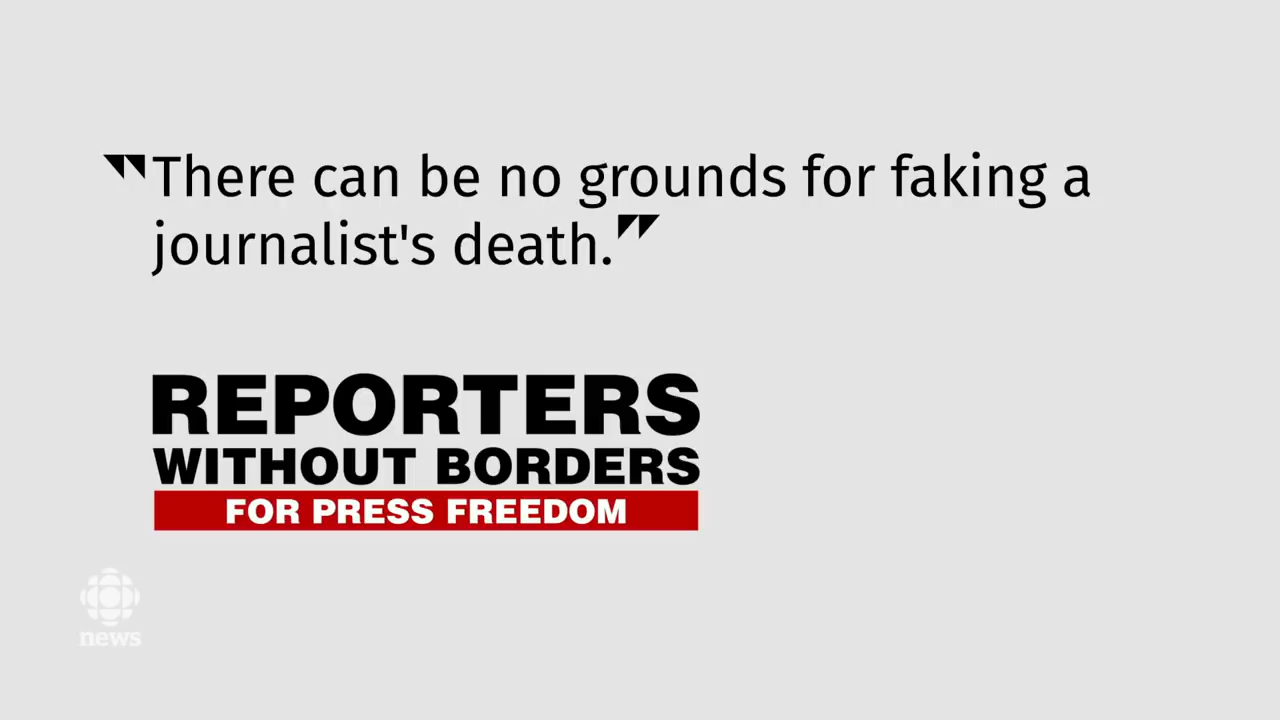 "There can be no grounds for faking a
journalist's death."
REPORTERS
WITHOUT BORDERS
FOR PRESS FREEDOM
news